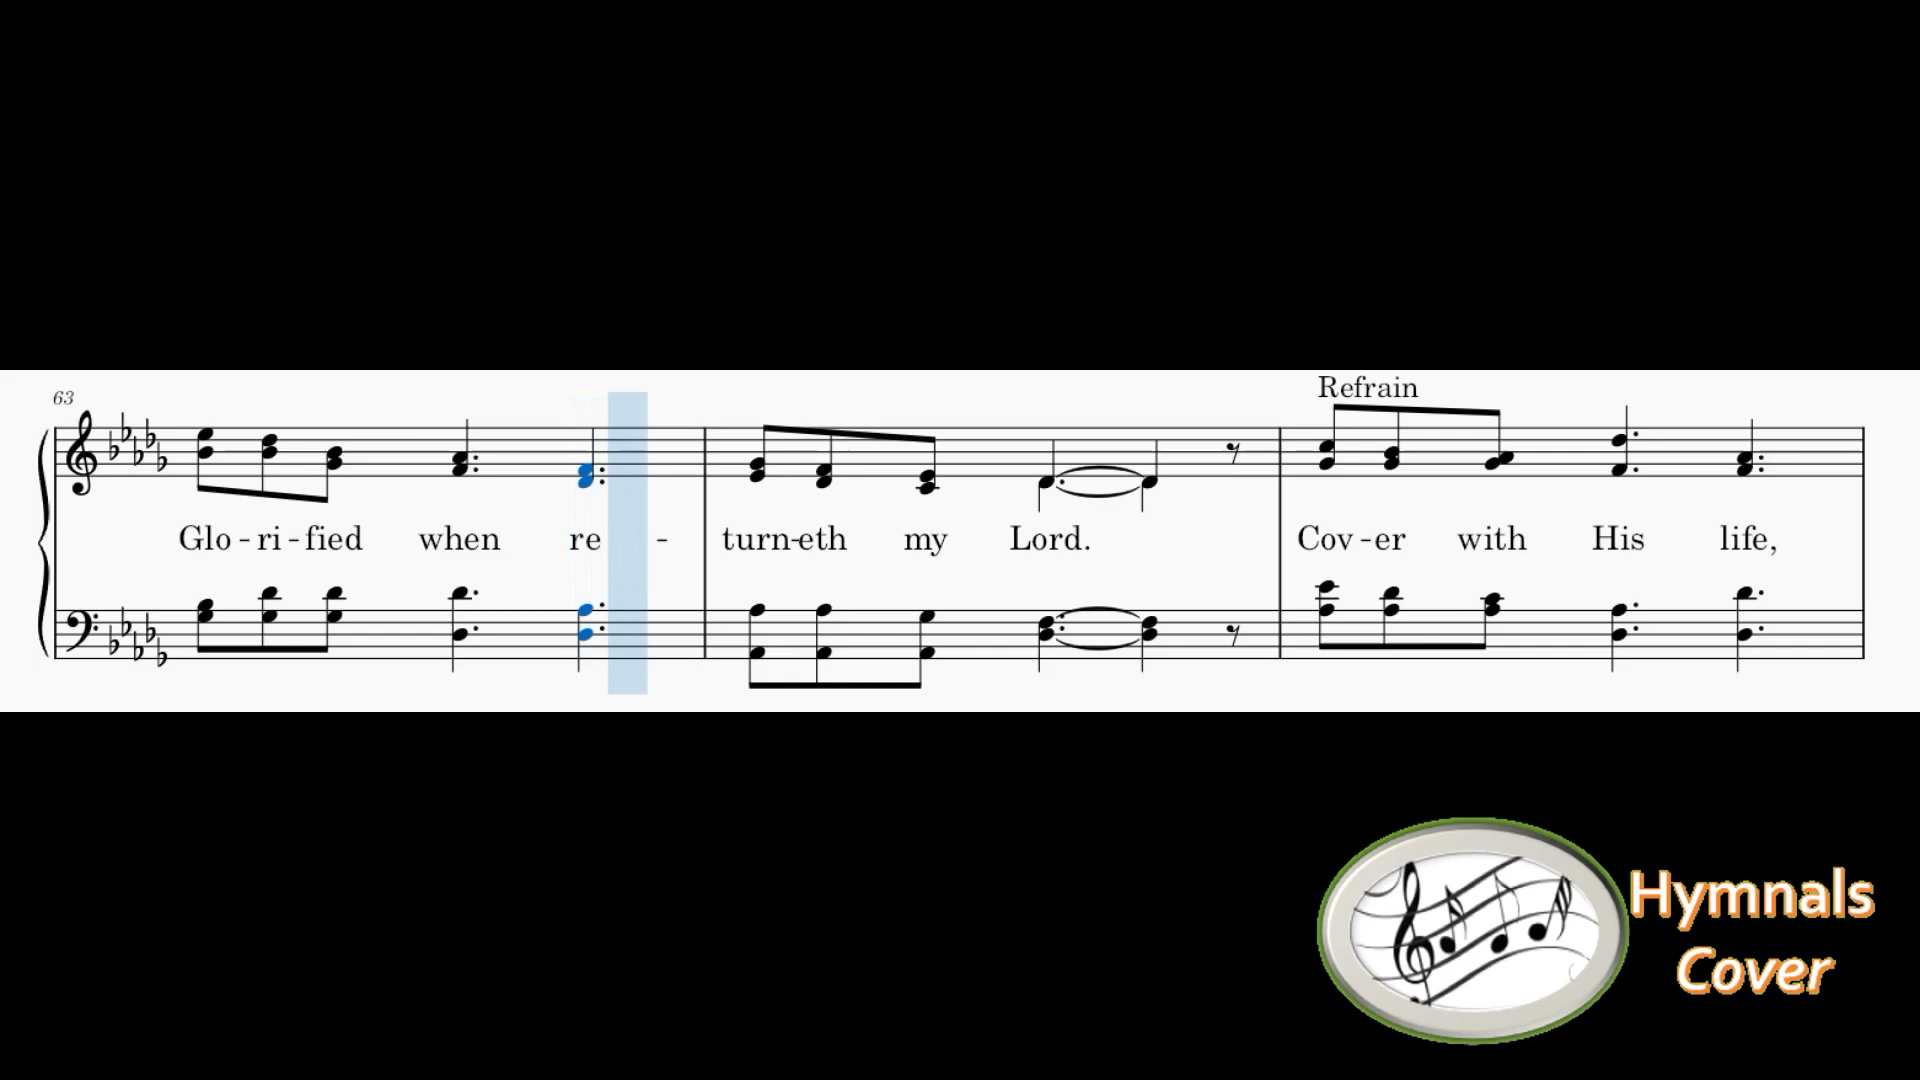 63
Refrain
Glo - ri - fied when re - turn-eth my Lord. Cov - er with His life,
Hymnals
Cover